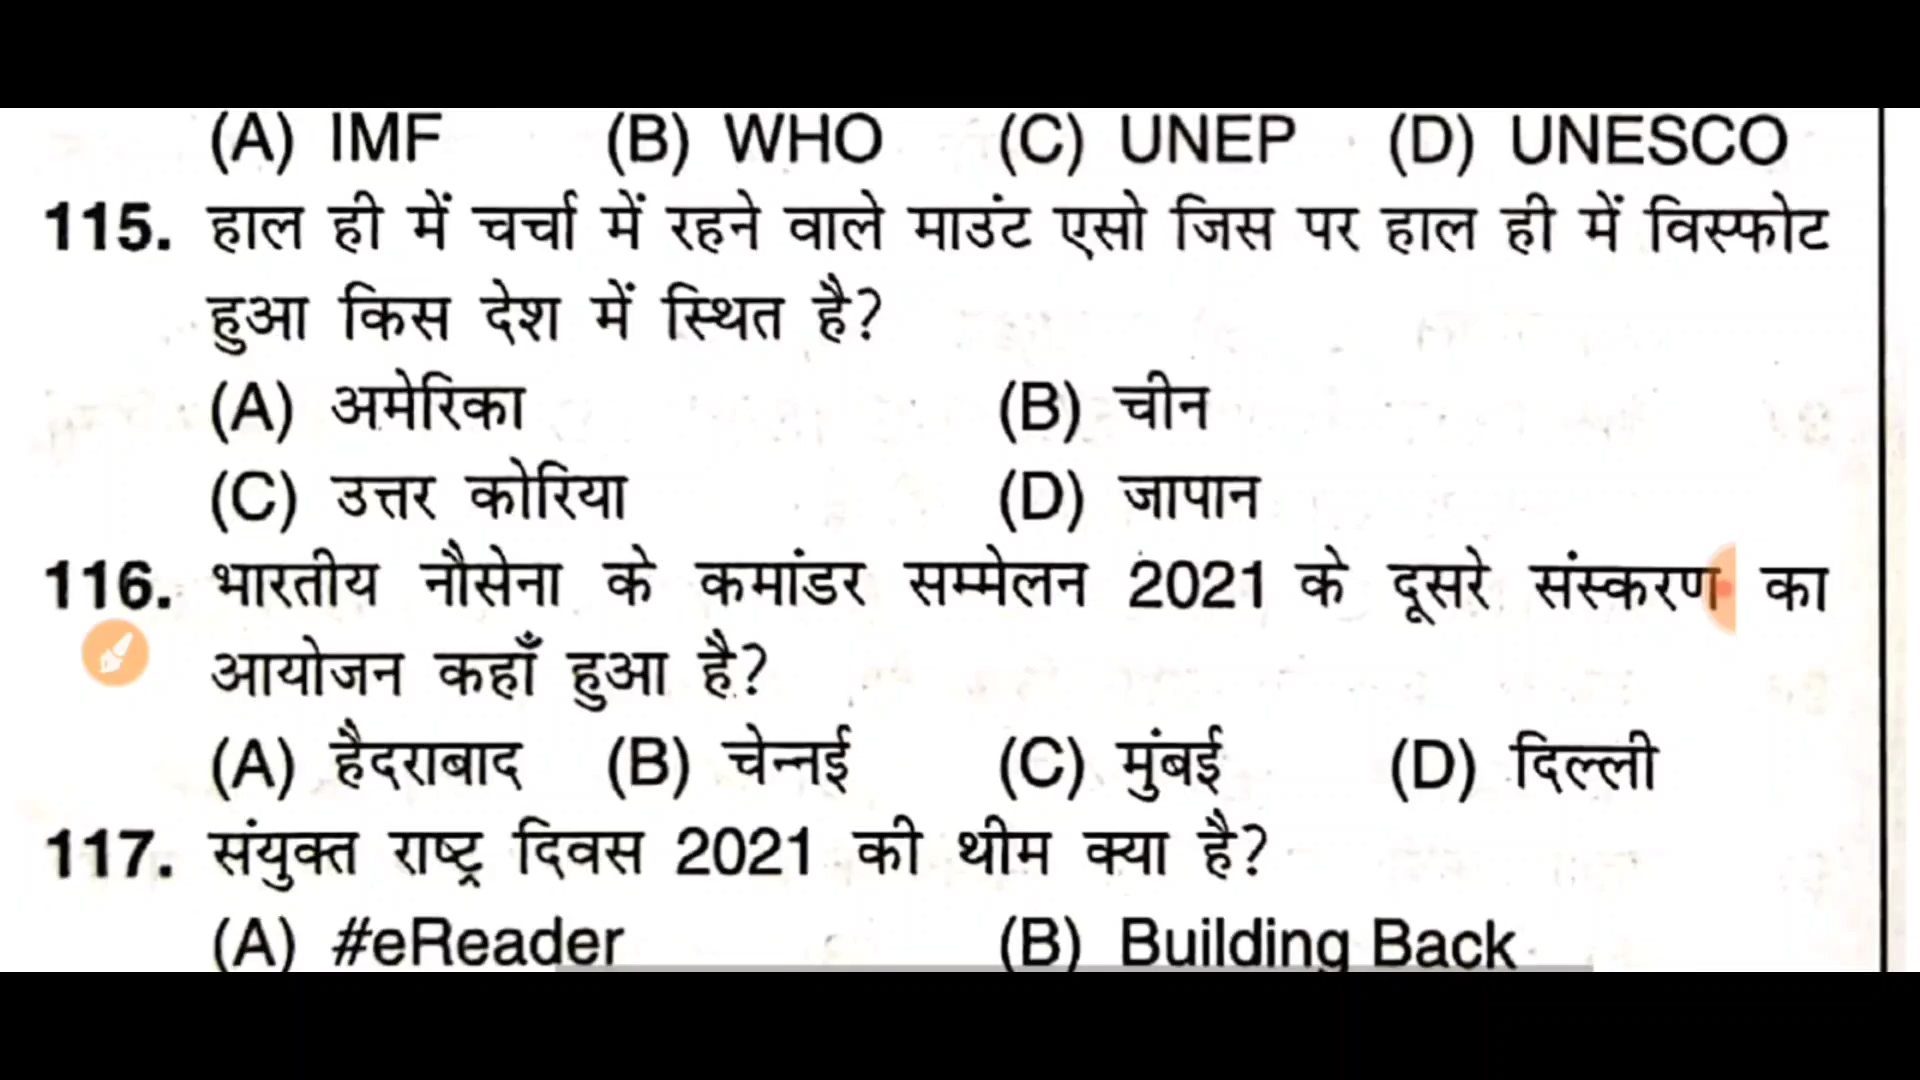 (A) IMF (B) WHO (C) UNEP (D) UNESCO
115. हाल ही में चर्चा में रहने वाले माउंट एसो जिस पर हाल ही में विस्फोट
हुआ किस देश में स्थित है?
(A) अमेरिका (B) चीन
(C) उत्तर कोरिया (D) जापान
116. भारतीय नौसेना के कमांडर सम्मेलन 2021 के दूसरे संस्करण का
आयोजन कहाँ हुआ है?
(A) हैदराबाद (B) चेन्नई (C) मुंबई (D) दिल्ली
117. संयुक्त राष्ट्र दिवस 2021 की थीम क्या है?
(A) #eReader (B) Building Back